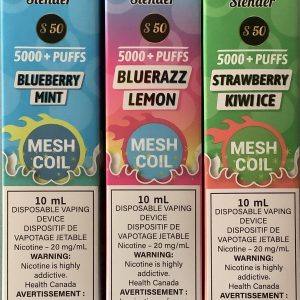 Slender
S 50
5000+ PUFFS
BLUEBERRY
MINT
MESH
COIL
10 mL
DISPOSABLE VAPING
DEVICE
DISPOSITIF DE
VAPOTAGE JETABLE
Nicotine – 20 mg/mL
WARNING:
Nicotine is highly
addictive.
Health Canada
AVERTISSEMENT :
Slender
S 50
5000+ PUFFS
BLUERAZZ
LEMON
MESH
COIL
10 mL
DISPOSABLE VAPING
DEVICE
DISPOSITIF DE
VAPOTAGE JETABLE
Nicotine – 20 mg/mL
WARNING:
Nicotine is highly
addictive.
Health Canada
AVERTISSEMENT :
Slender
S 50
5000+ PUFFS
STRAWBERRY
KIWI ICE
MESH
COIL
10 mL
DISPOSABLE VAPING
DEVICE
DISPOSITIF DE
VAPOTAGE JETABLE
Nicotine – 20 mg/mL
WARNING:
Nicotine is highly
addictive.
Health Canada
AVERTISSEMENT :